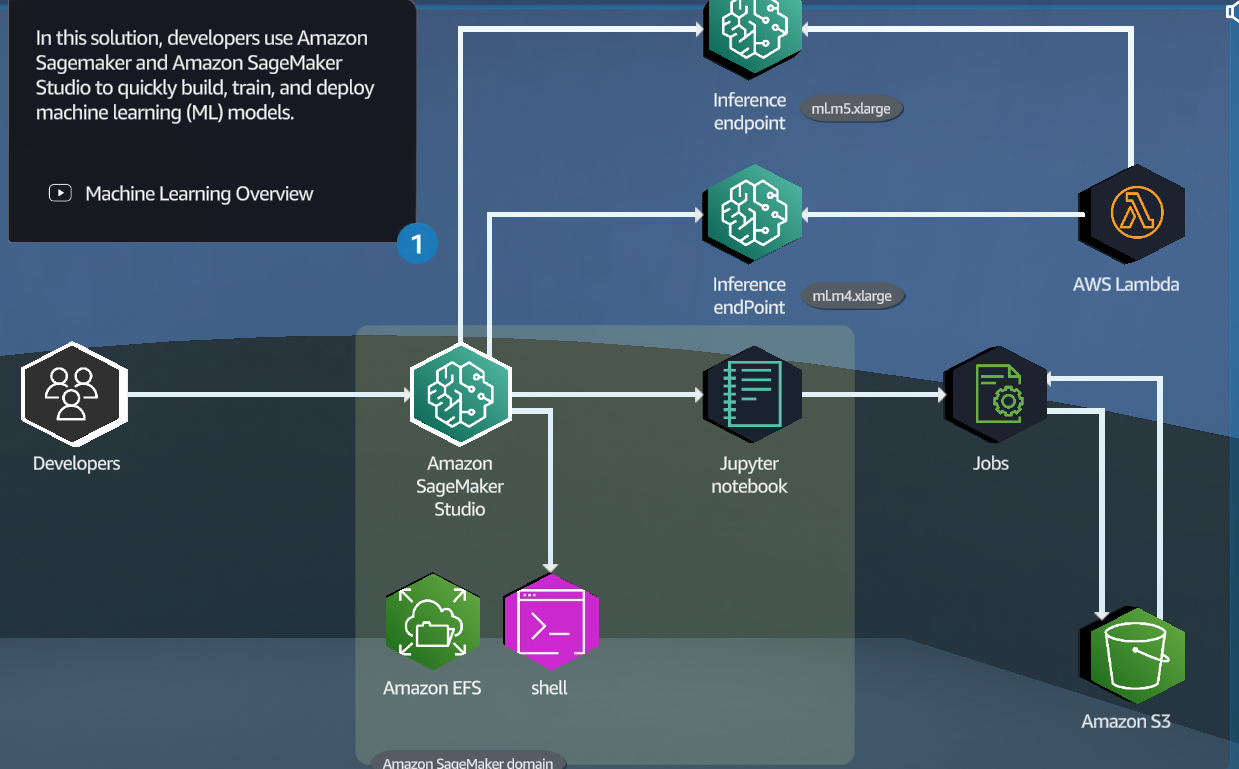 In this solution, developers use Amazon
Sagemaker and Amazon SageMaker
Studio to quickly build, train, and deploy
machine learning (ML) models.
Machine Learning Overview
1
Inference
endpoint
ml.m5.xlarge
Inference
endPoint
ml.m4.xlarge
AWS Lambda
Developers
Amazon
SageMaker
Studio
Jupyter
notebook
Jobs
Amazon EFS
shell
Amazon S3
Amazon SageMaker domain